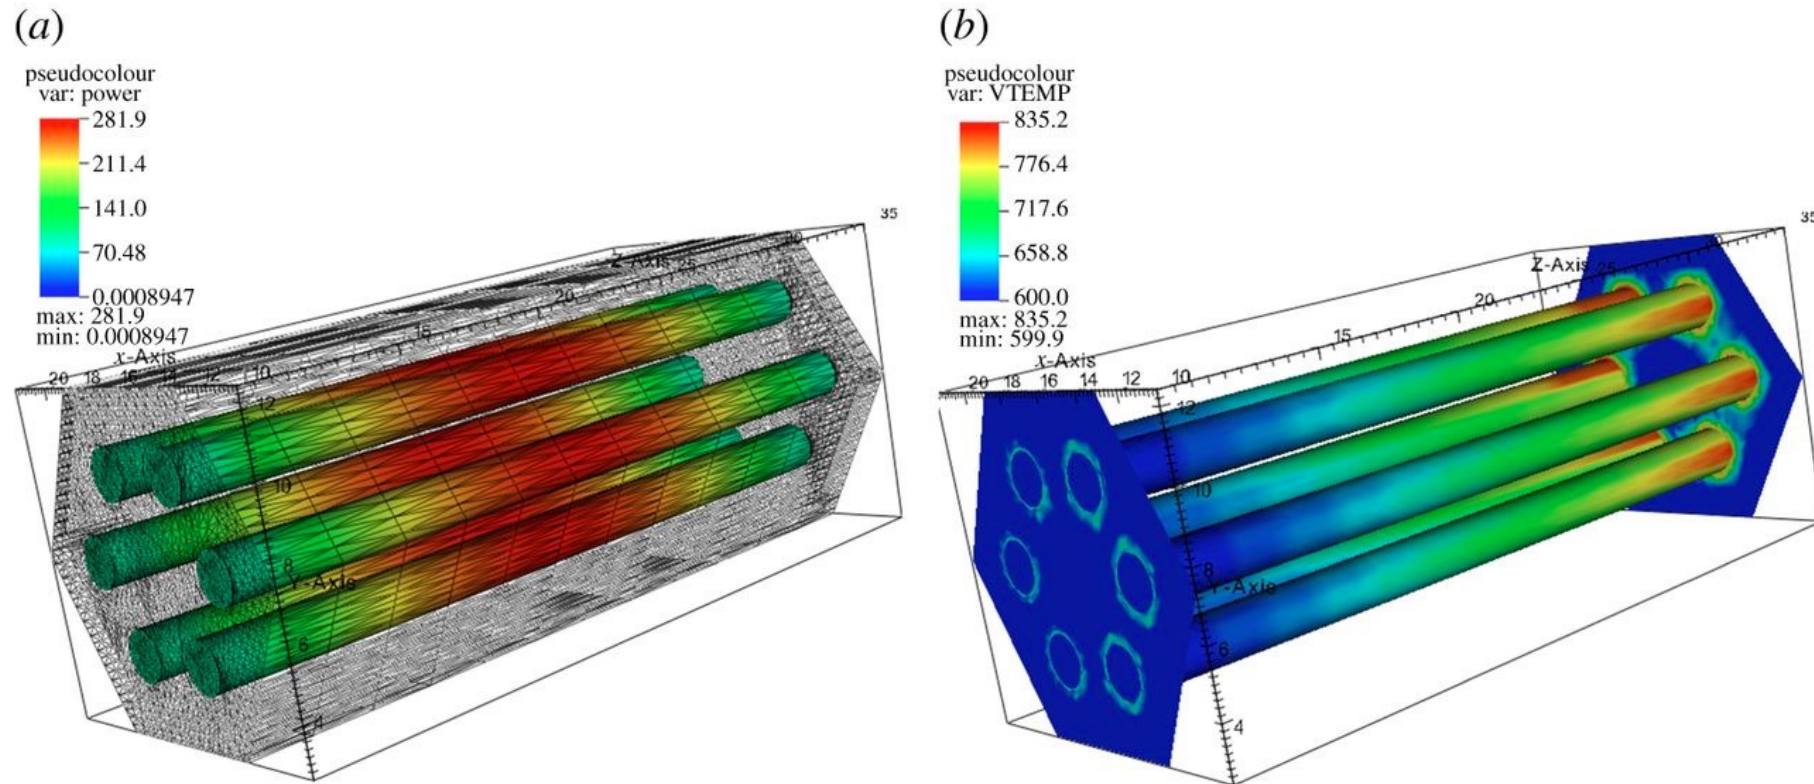 (a)
pseudocolour
var: power
281.9
211.4
141.0
70.48
0.0008947
max: 281.9
min: 0.0008947
x-Axis
20 18 16 14 12 10
15
20
Z-Axis 25
30
35
12
10
8
Y-Axis
6
4
(b)
pseudocolour
var: VTEMP
835.2
776.4
717.6
658.8
600.0
max: 835.2
min: 599.9
x-Axis
20 18 16 14 12 10
15
20
Z-Axis 25
35
12
10
8
Y-Axis
6
4